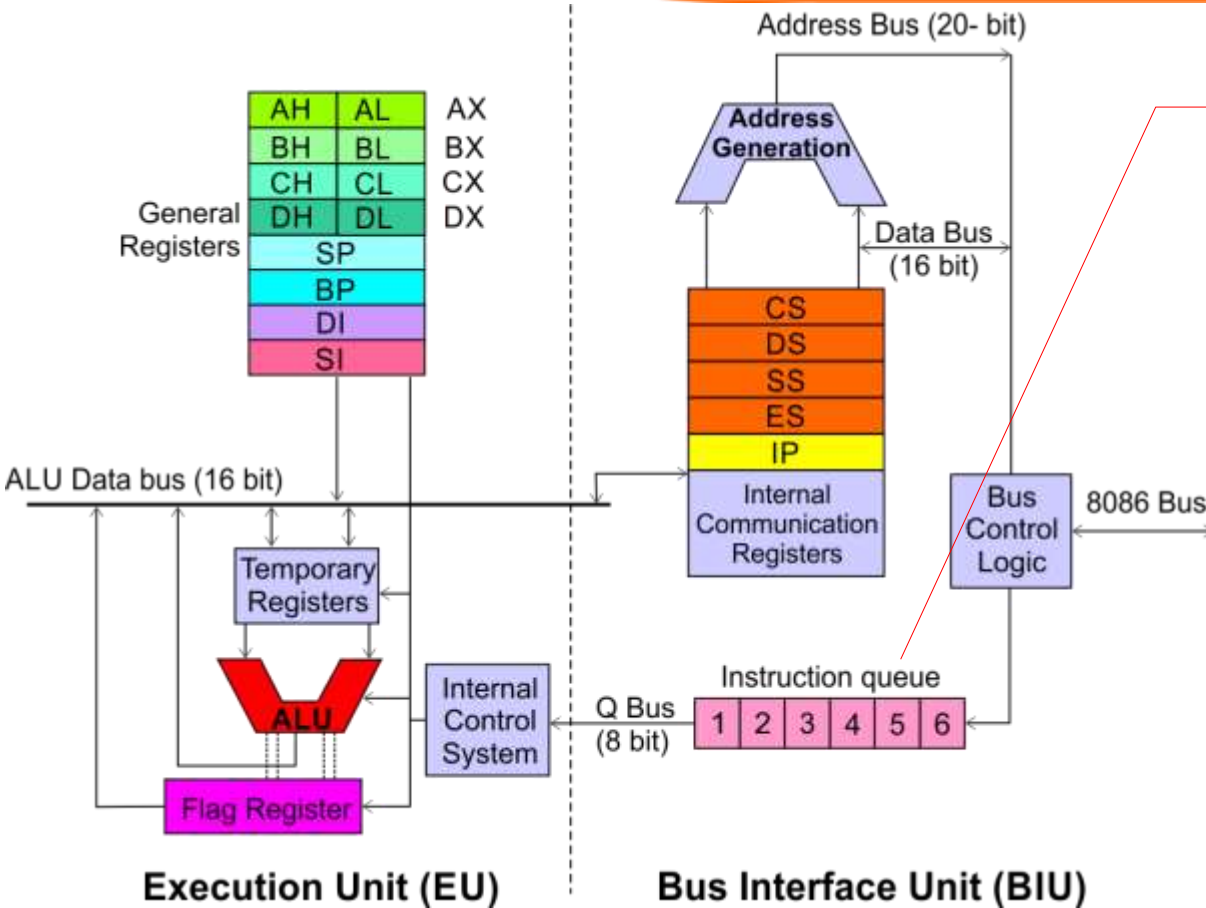 Address Bus (20- bit)
AH AL AX
BH BL BX
CH CL CX
DH DL DX
General
Registers
SP
BP
DI
SI
Address
Generation
Data Bus
(16 bit)
CS
DS
SS
ES
IP
Internal
Communication
Registers
Bus
Control
Logic
8086 Bus
ALU Data bus (16 bit)
Temporary
Registers
ALU
Flag Register
Internal
Control
System
Q Bus
(8 bit)
Instruction queue
1 2 3 4 5 6
Execution Unit (EU)
Bus Interface Unit (BIU)